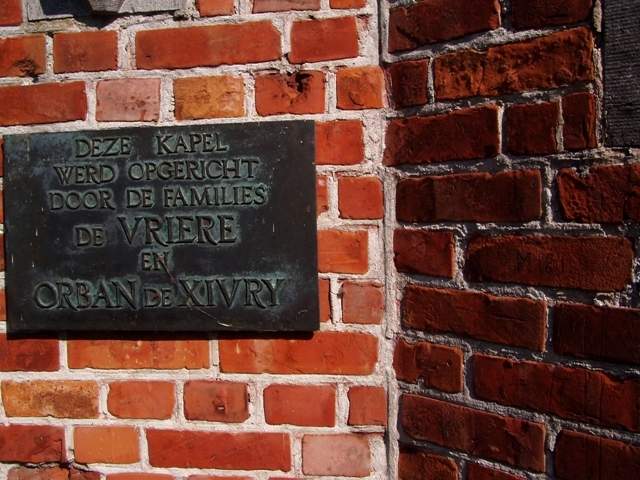 DEZE KAPEL
WERD OPGERICHT
DOOR DE FAMILIES
DE VRIERE
EN
ORBAN DE XIVRY